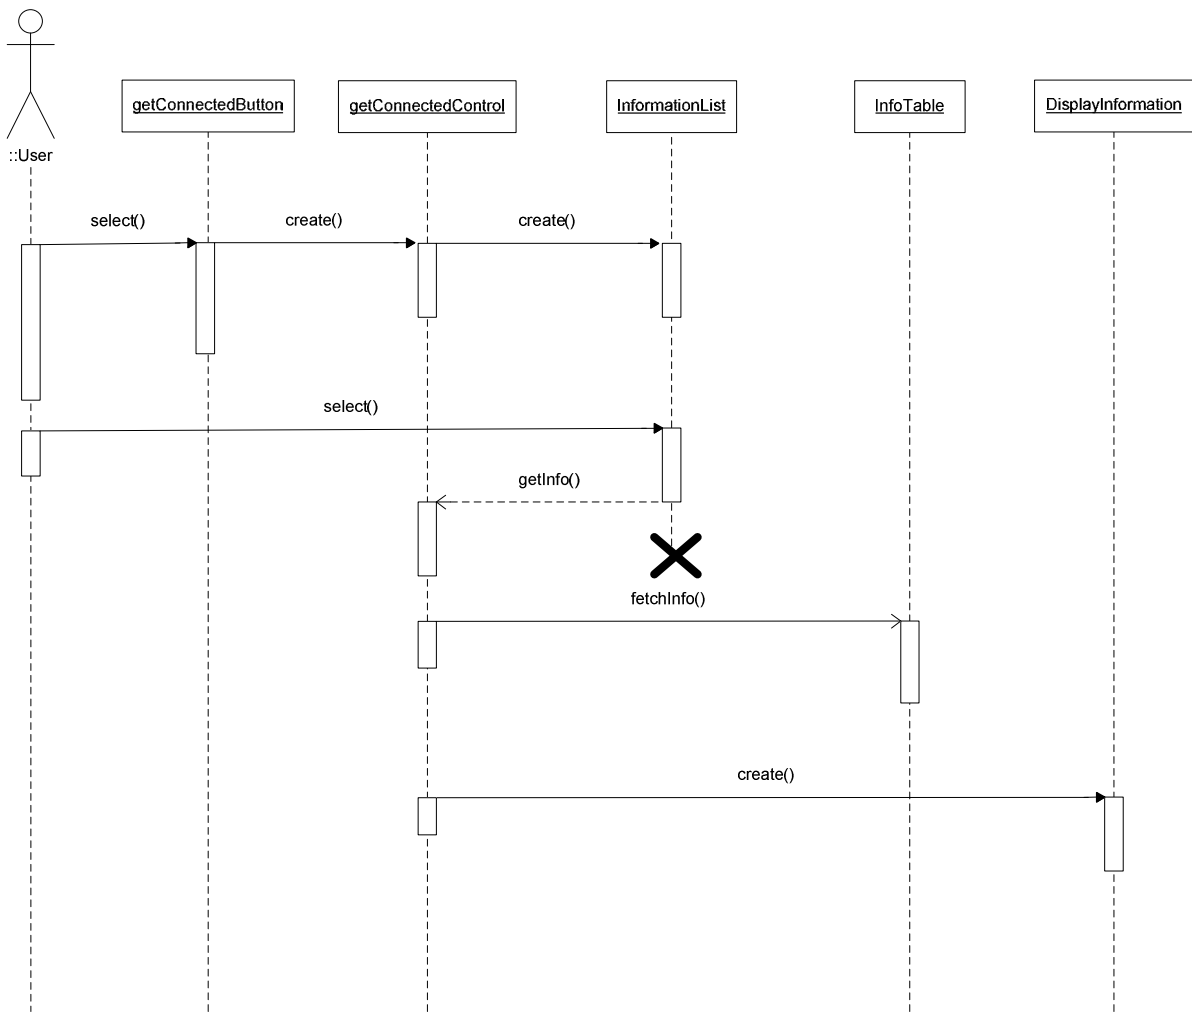 getConnectedButton
getConnectedControl
InformationList
InfoTable
DisplayInformation
::User
select()
create()
create()
select()
getInfo()
fetchInfo()
create()